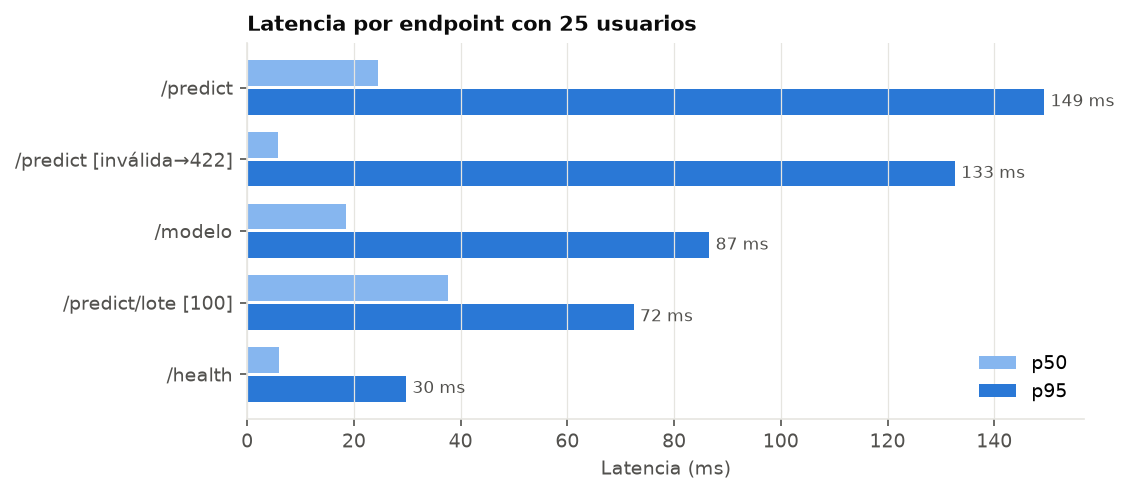 Latencia por endpoint con 25 usuarios
/predict
149 ms
/predict [inválida→422]
133 ms
/modelo
87 ms
/predict/lote [100]
72 ms
/health
30 ms
p50
p95
0 20 40 60 80 100 120 140
Latencia (ms)